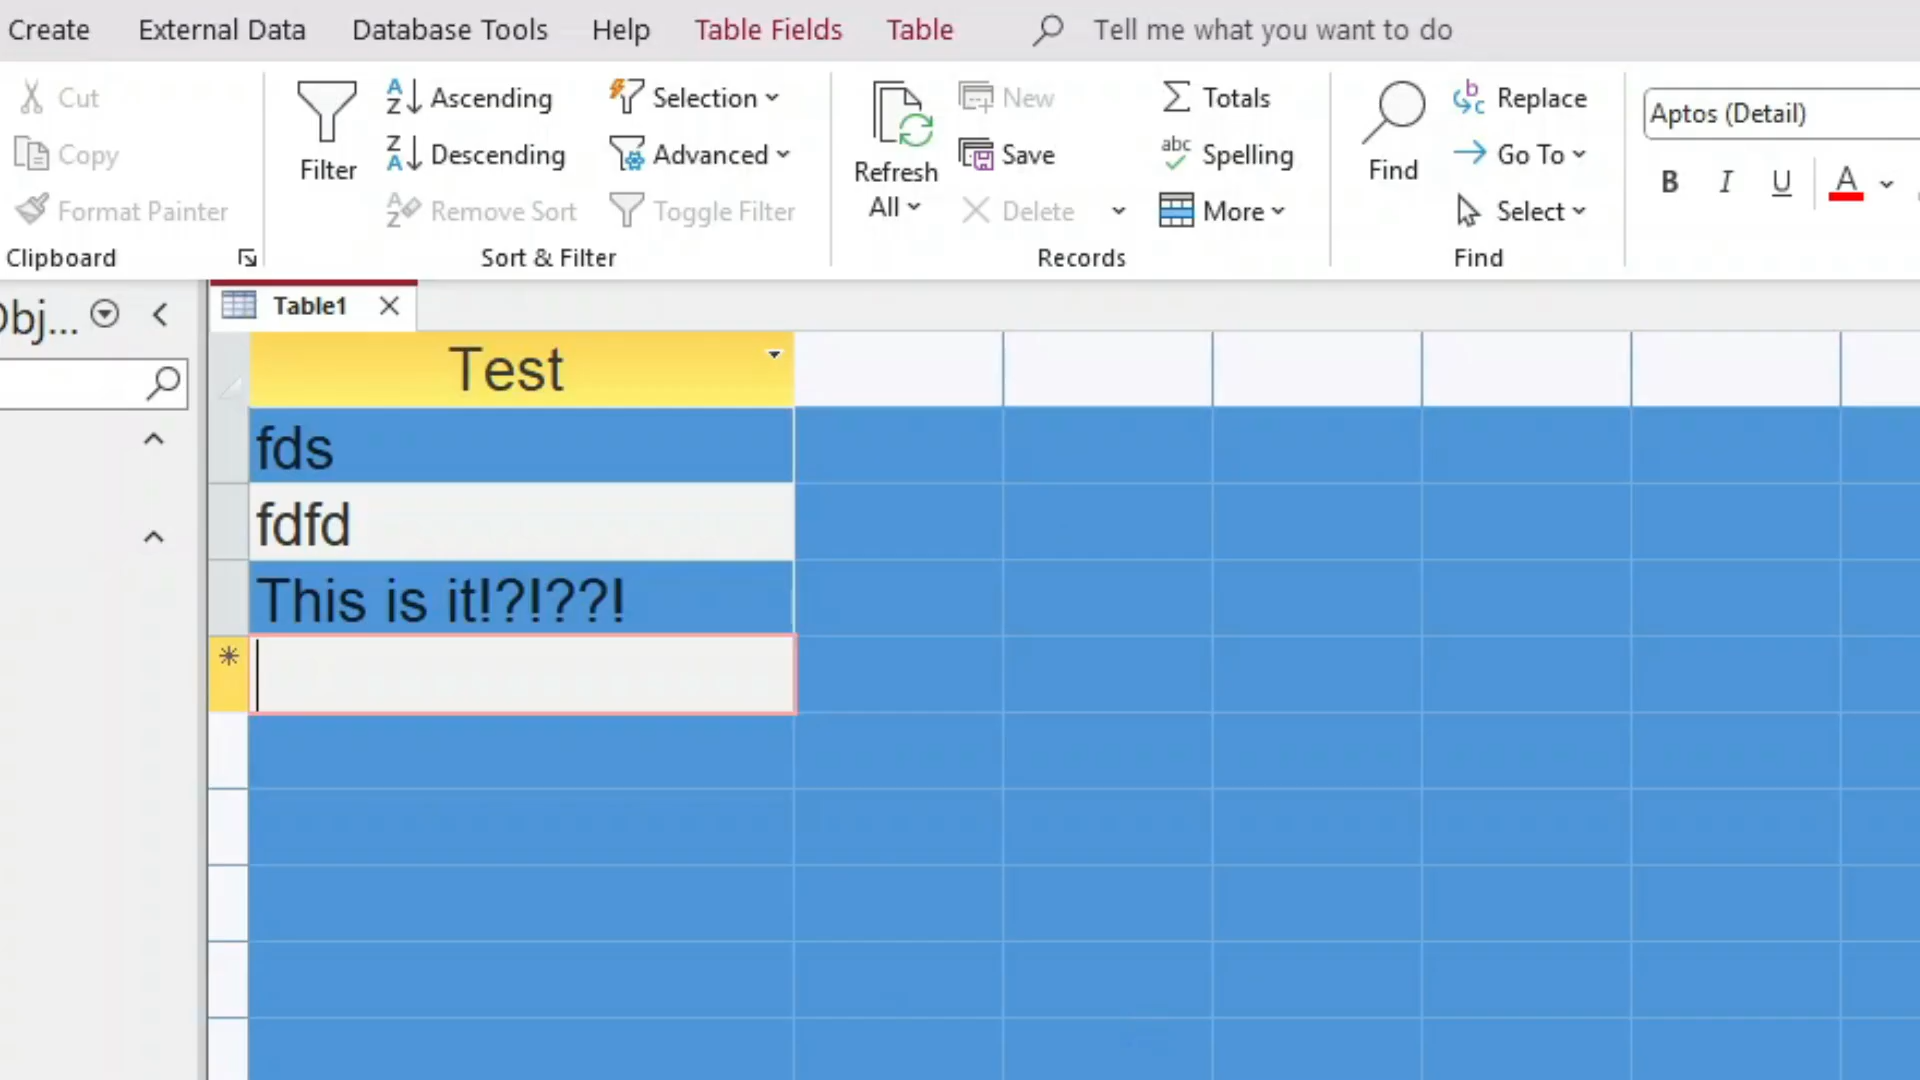 Create External Data Database Tools Help Table Fields Table Tell me what you want to do
Cut
Copy
Format Painter
Clipboard
Filter
Ascending
Descending
Remove Sort
Selection
Advanced
Toggle Filter
Sort & Filter
Refresh
All
New
Save
Delete
Totals
Spelling
More
Records
Find
Replace
Go To
Select
Find
Aptos (Detail)
B I U A
Obj...
Table1
Test
fds
fdfd
This is it!?!??!